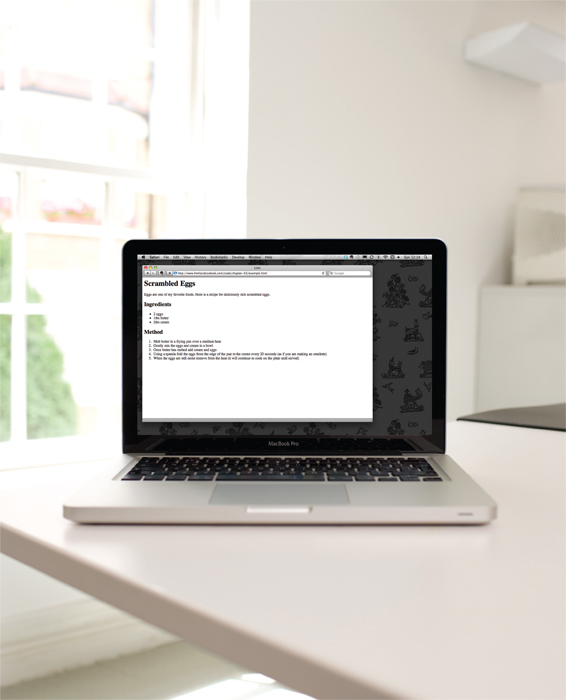 Safari File Edit View History Bookmarks Develop Window Help
Lists
Scrambled Eggs
Eggs are one of my favorite foods. Here is a recipe for deliciously rich scrambled eggs.
Ingredients
2 eggs
1tbs butter
2tbs cream
Method
1. Melt butter in a frying pan over a medium heat
2. Gently mix the eggs and cream in a bowl
3. Once butter has melted add cream and eggs
4. Using a spatula fold the eggs from the edge of the pan to the center every 20 seconds (as if you are making an omelette)
5. When the eggs are still moist remove from the heat (it will continue to cook on the plate until served)
MacBook Pro